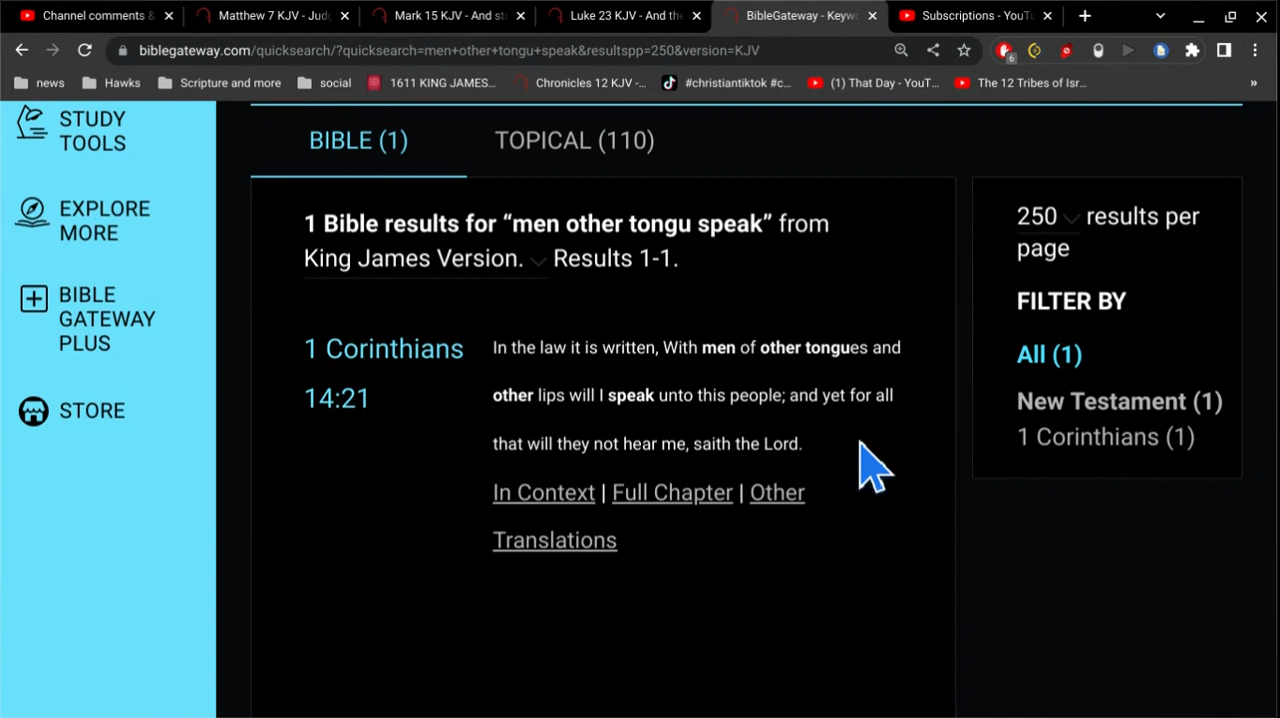 Channel comments &
Matthew 7 KJV - Judg
Mark 15 KJV - And st
Luke 23 KJV - And the
BibleGateway - Keywo
Subscriptions - YouTu
biblegateway.com/quicksearch/?quicksearch=men+other+tongu+speak&resultspp=250&version=KJV
6
news
Hawks
Scripture and more
social
1611 KING JAMES...
Chronicles 12 KJV -...
#christiantiktok #c...
(1) That Day - YouT...
The 12 Tribes of Isr...
»
STUDY
TOOLS
EXPLORE
MORE
BIBLE
GATEWAY
PLUS
STORE
BIBLE (1)
TOPICAL (110)
1 Bible results for “men other tongu speak” from
King James Version. Results 1-1.
1 Corinthians
14:21
In the law it is written, With men of other tongues and
other lips will I speak unto this people; and yet for all
that will they not hear me, saith the Lord.
In Context | Full Chapter | Other
Translations
250 results per
page
FILTER BY
All (1)
New Testament (1)
1 Corinthians (1)